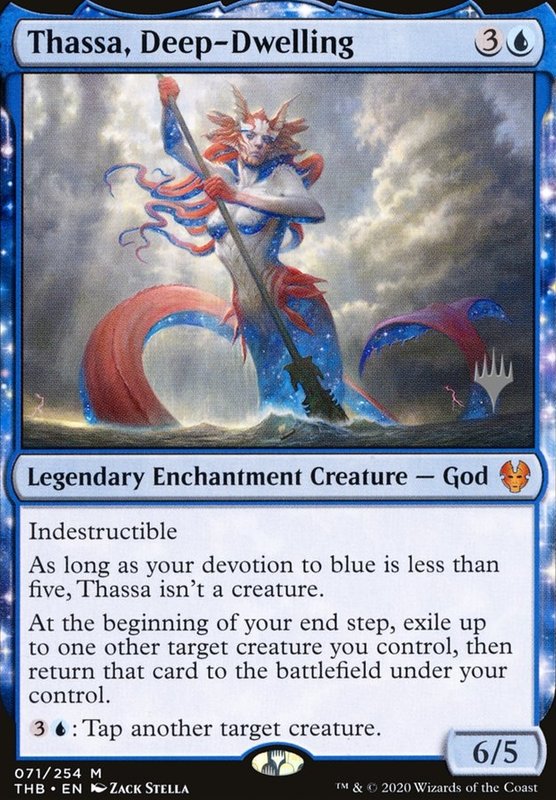 Thassa, Deep-Dwelling 3
Legendary Enchantment Creature — God
Indestructible
As long as your devotion to blue is less than
five, Thassa isn't a creature.
At the beginning of your end step, exile up
to one other target creature you control, then
return that card to the battlefield under your
control.
3 : Tap another target creature.
6/5
071/254 M
THB • EN Zack Stella
™ & © 2020 Wizards of the Coast